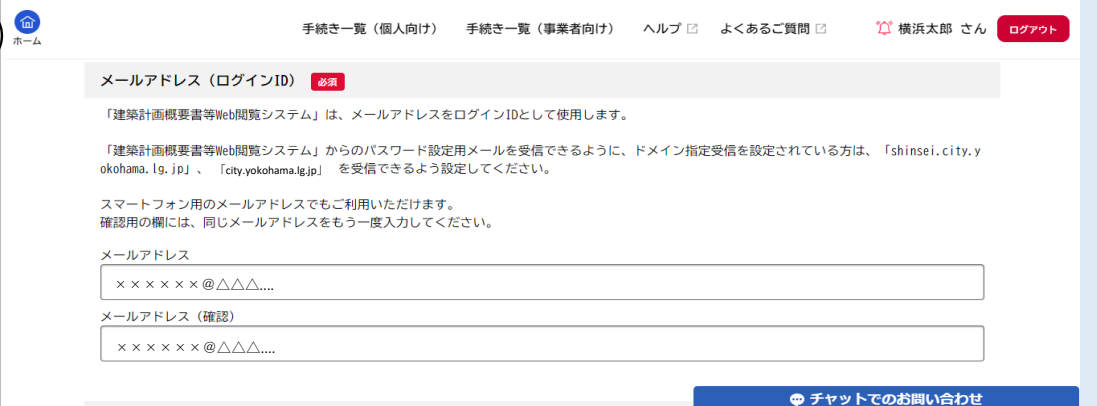 ホーム
手続き一覧（個人向け） 手続き一覧（事業者向け） ヘルプ よくあるご質問 横浜太郎 さん ログアウト
メールアドレス（ログインID） 必須
「建築計画概要書等Web閲覧システム」は、メールアドレスをログインIDとして使用します。
「建築計画概要書等Web閲覧システム」からのパスワード設定用メールを受信できるように、ドメイン指定受信を設定されている方は、「shinsei.city.y
okohama.lg.jp」、「city.yokohama.lg.jp」 を受信できるよう設定してください。
スマートフォン用のメールアドレスでもご利用いただけます。
確認用の欄には、同じメールアドレスをもう一度入力してください。
メールアドレス
××××××@△△△....
メールアドレス（確認）
××××××@△△△....
チャットでのお問い合わせ